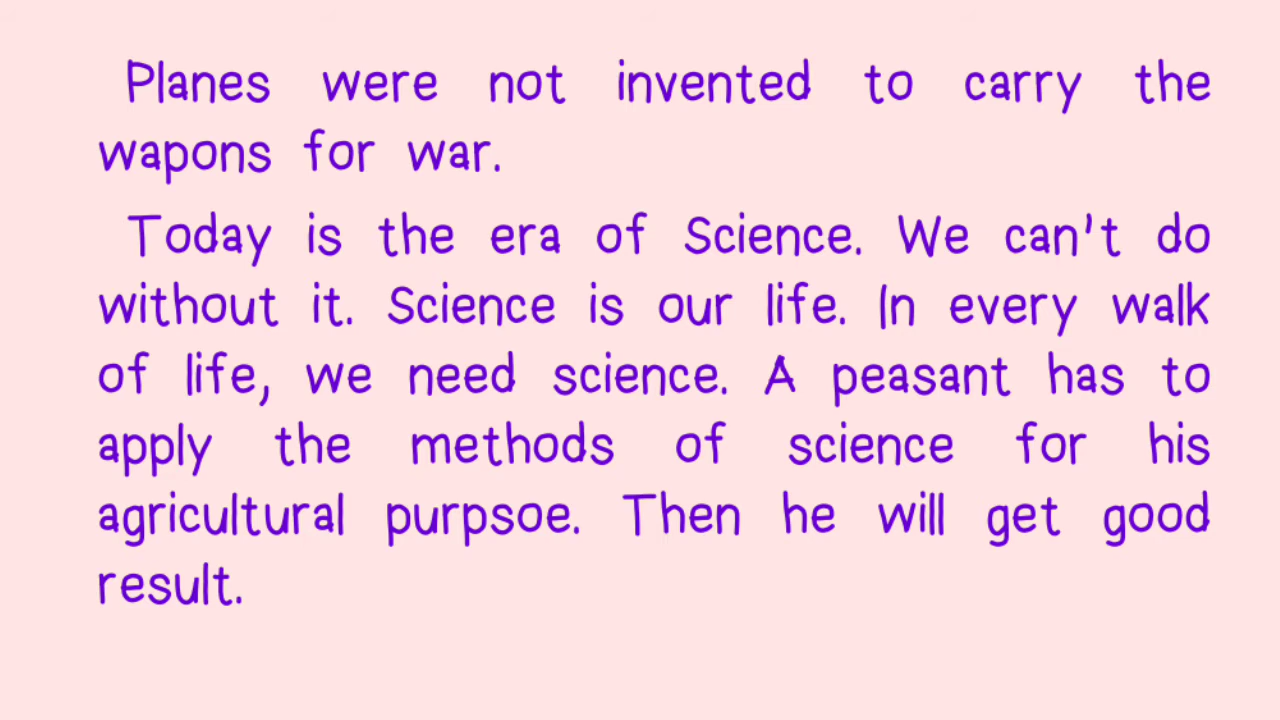 Planes were not invented to carry the
wapons for war.
Today is the era of Science. We can't do
without it. Science is our life. In every walk
of life, we need science. A peasant has to
apply the methods of science for his
agricultural purpsoe. Then he will get good
result.